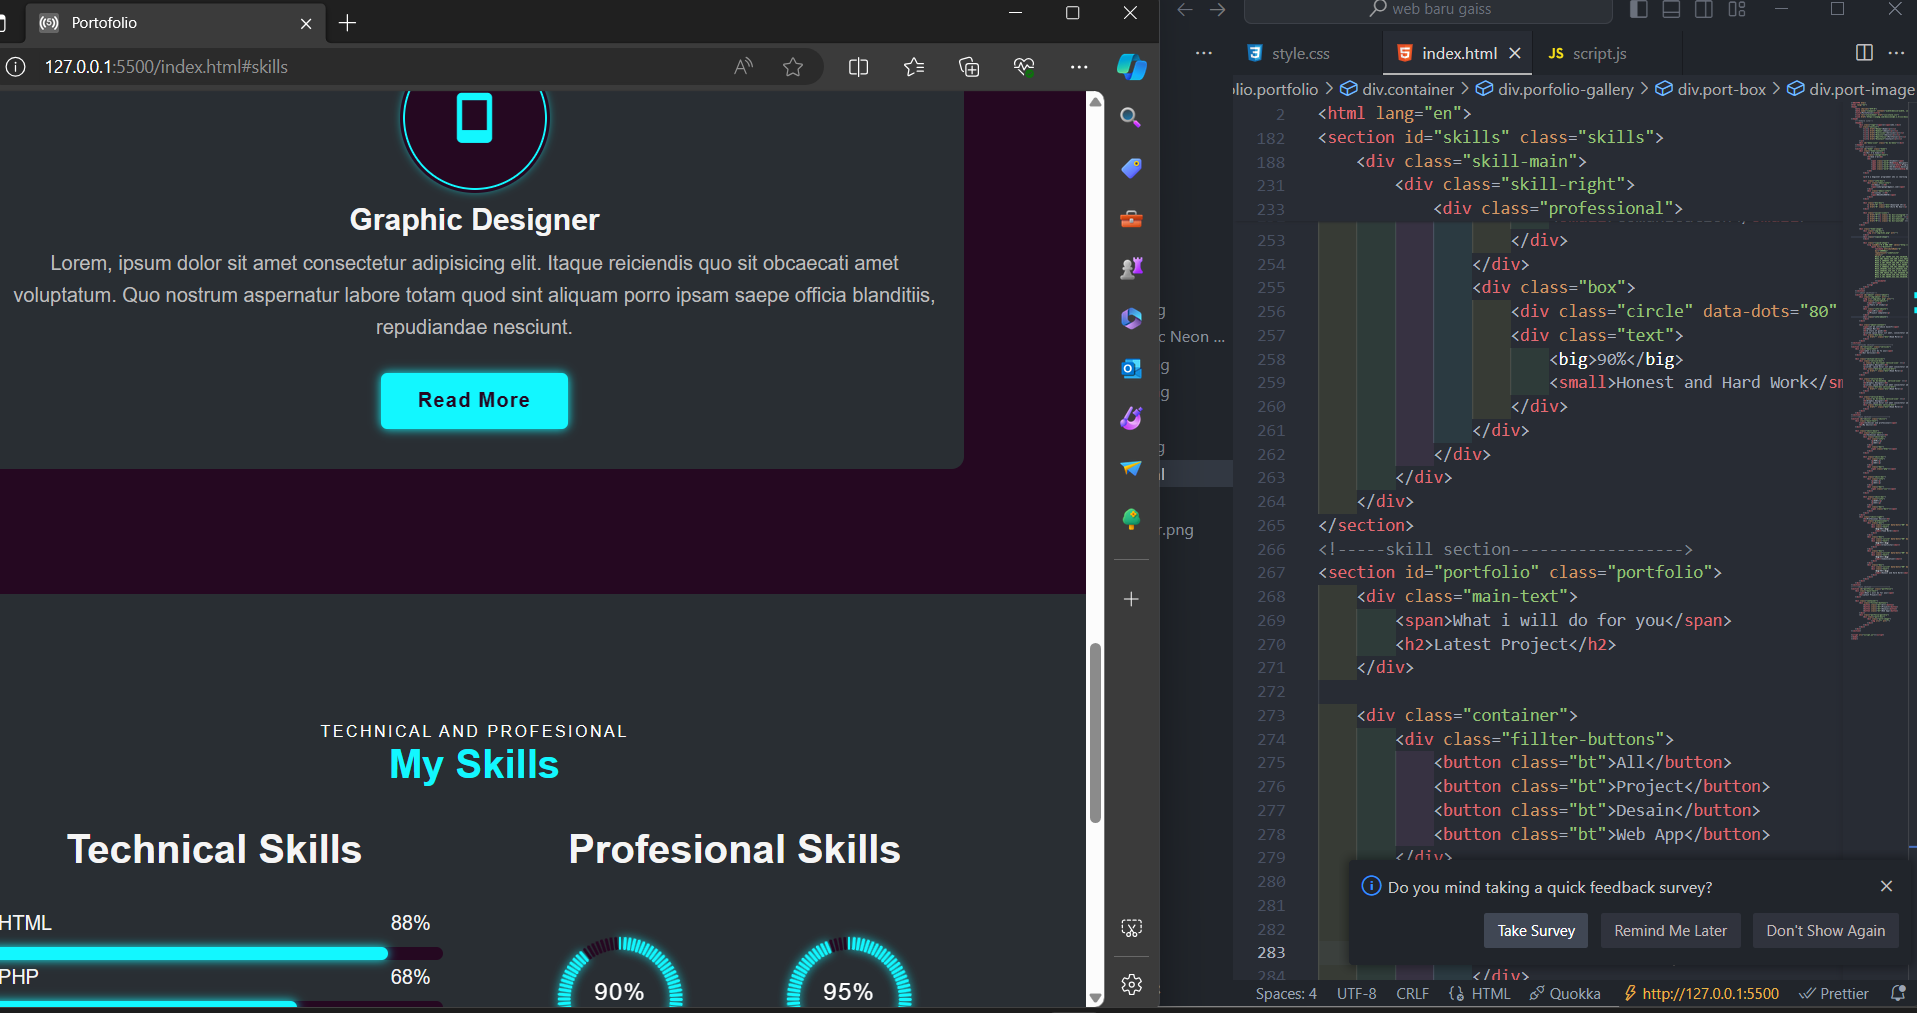 Portofolio
127.0.0.1:5500/index.html#skills
Graphic Designer
Lorem, ipsum dolor sit amet consectetur adipisicing elit. Itaque reiciendis quo sit obcaecati amet
voluptatum. Quo nostrum aspernatur labore totam quod sint aliquam porro ipsam saepe officia blanditiis,
repudiandae nesciunt.
Read More
TECHNICAL AND PROFESIONAL
My Skills
Technical Skills
Profesional Skills
HTML 88%
PHP 68%
90%
95%
web baru gaiss
style.css
index.html
JS script.js
lio.portfolio > div.container > div.porfolio-gallery > div.port-box > div.port-image
g
c Neon ...
g
g
g
l
r.png
2 <html lang="en">
182 <section id="skills" class="skills">
188 <div class="skill-main">
231 <div class="skill-right">
233 <div class="professional">
253 </div>
254 </div>
255 <div class="box">
256 <div class="circle" data-dots="80"
257 <div class="text">
258 <big>90%</big>
259 <small>Honest and Hard Work</sm
260 </div>
261 </div>
262 </div>
263 </div>
264 </div>
265 </section>
266 <!-----skill section------------------>
267 <section id="portfolio" class="portfolio">
268 <div class="main-text">
269 <span>What i will do for you</span>
270 <h2>Latest Project</h2>
271 </div>
272
273 <div class="container">
274 <div class="fillter-buttons">
275 <button class="bt">All</button>
276 <button class="bt">Project</button>
277 <button class="bt">Desain</button>
278 <button class="bt">Web App</button>
279 </div>
280
281
282
283
284 </div>
Do you mind taking a quick feedback survey?
Take Survey
Remind Me Later
Don't Show Again
Spaces: 4 UTF-8 CRLF HTML Quokka http://127.0.0.1:5500 Prettier